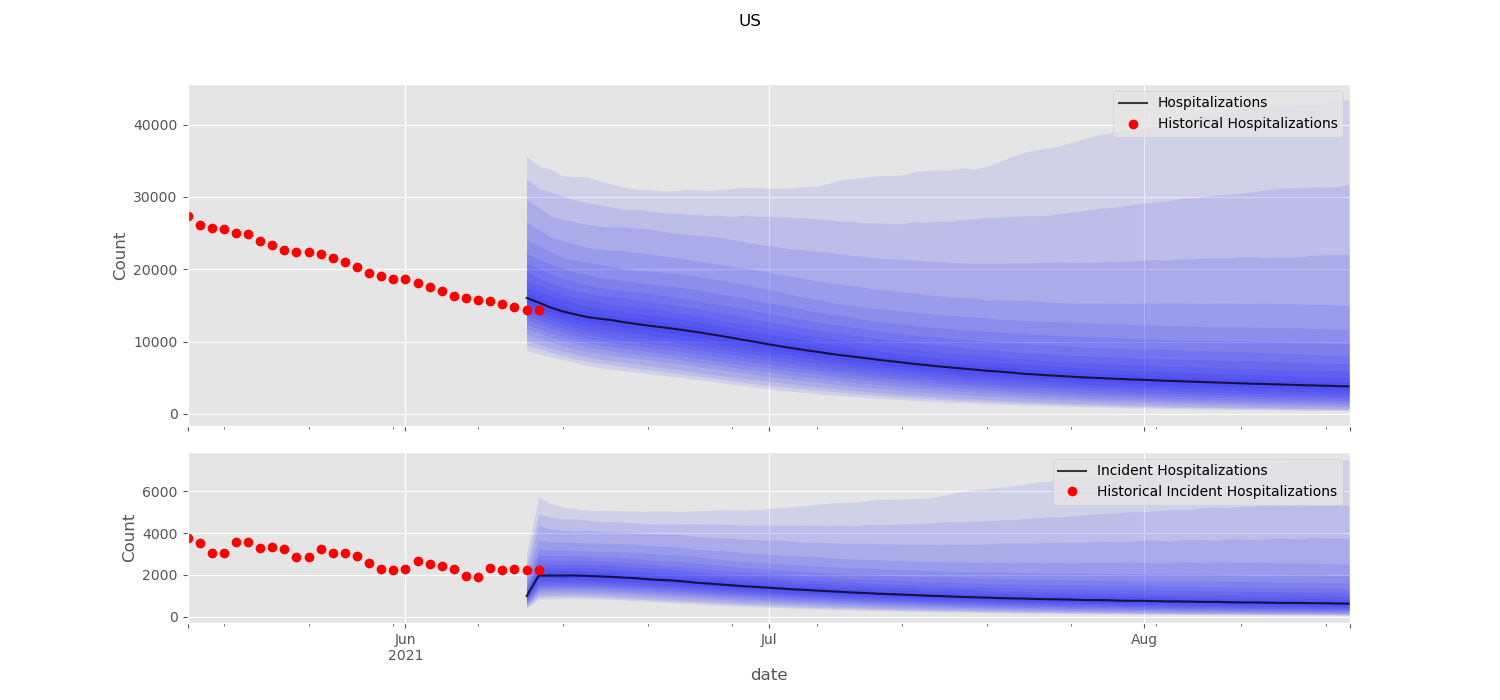 US
Hospitalizations
Historical Hospitalizations
Count
40000
30000
20000
10000
0
Incident Hospitalizations
Historical Incident Hospitalizations
Count
6000
4000
2000
0
Jun
2021
Jul
Aug
date